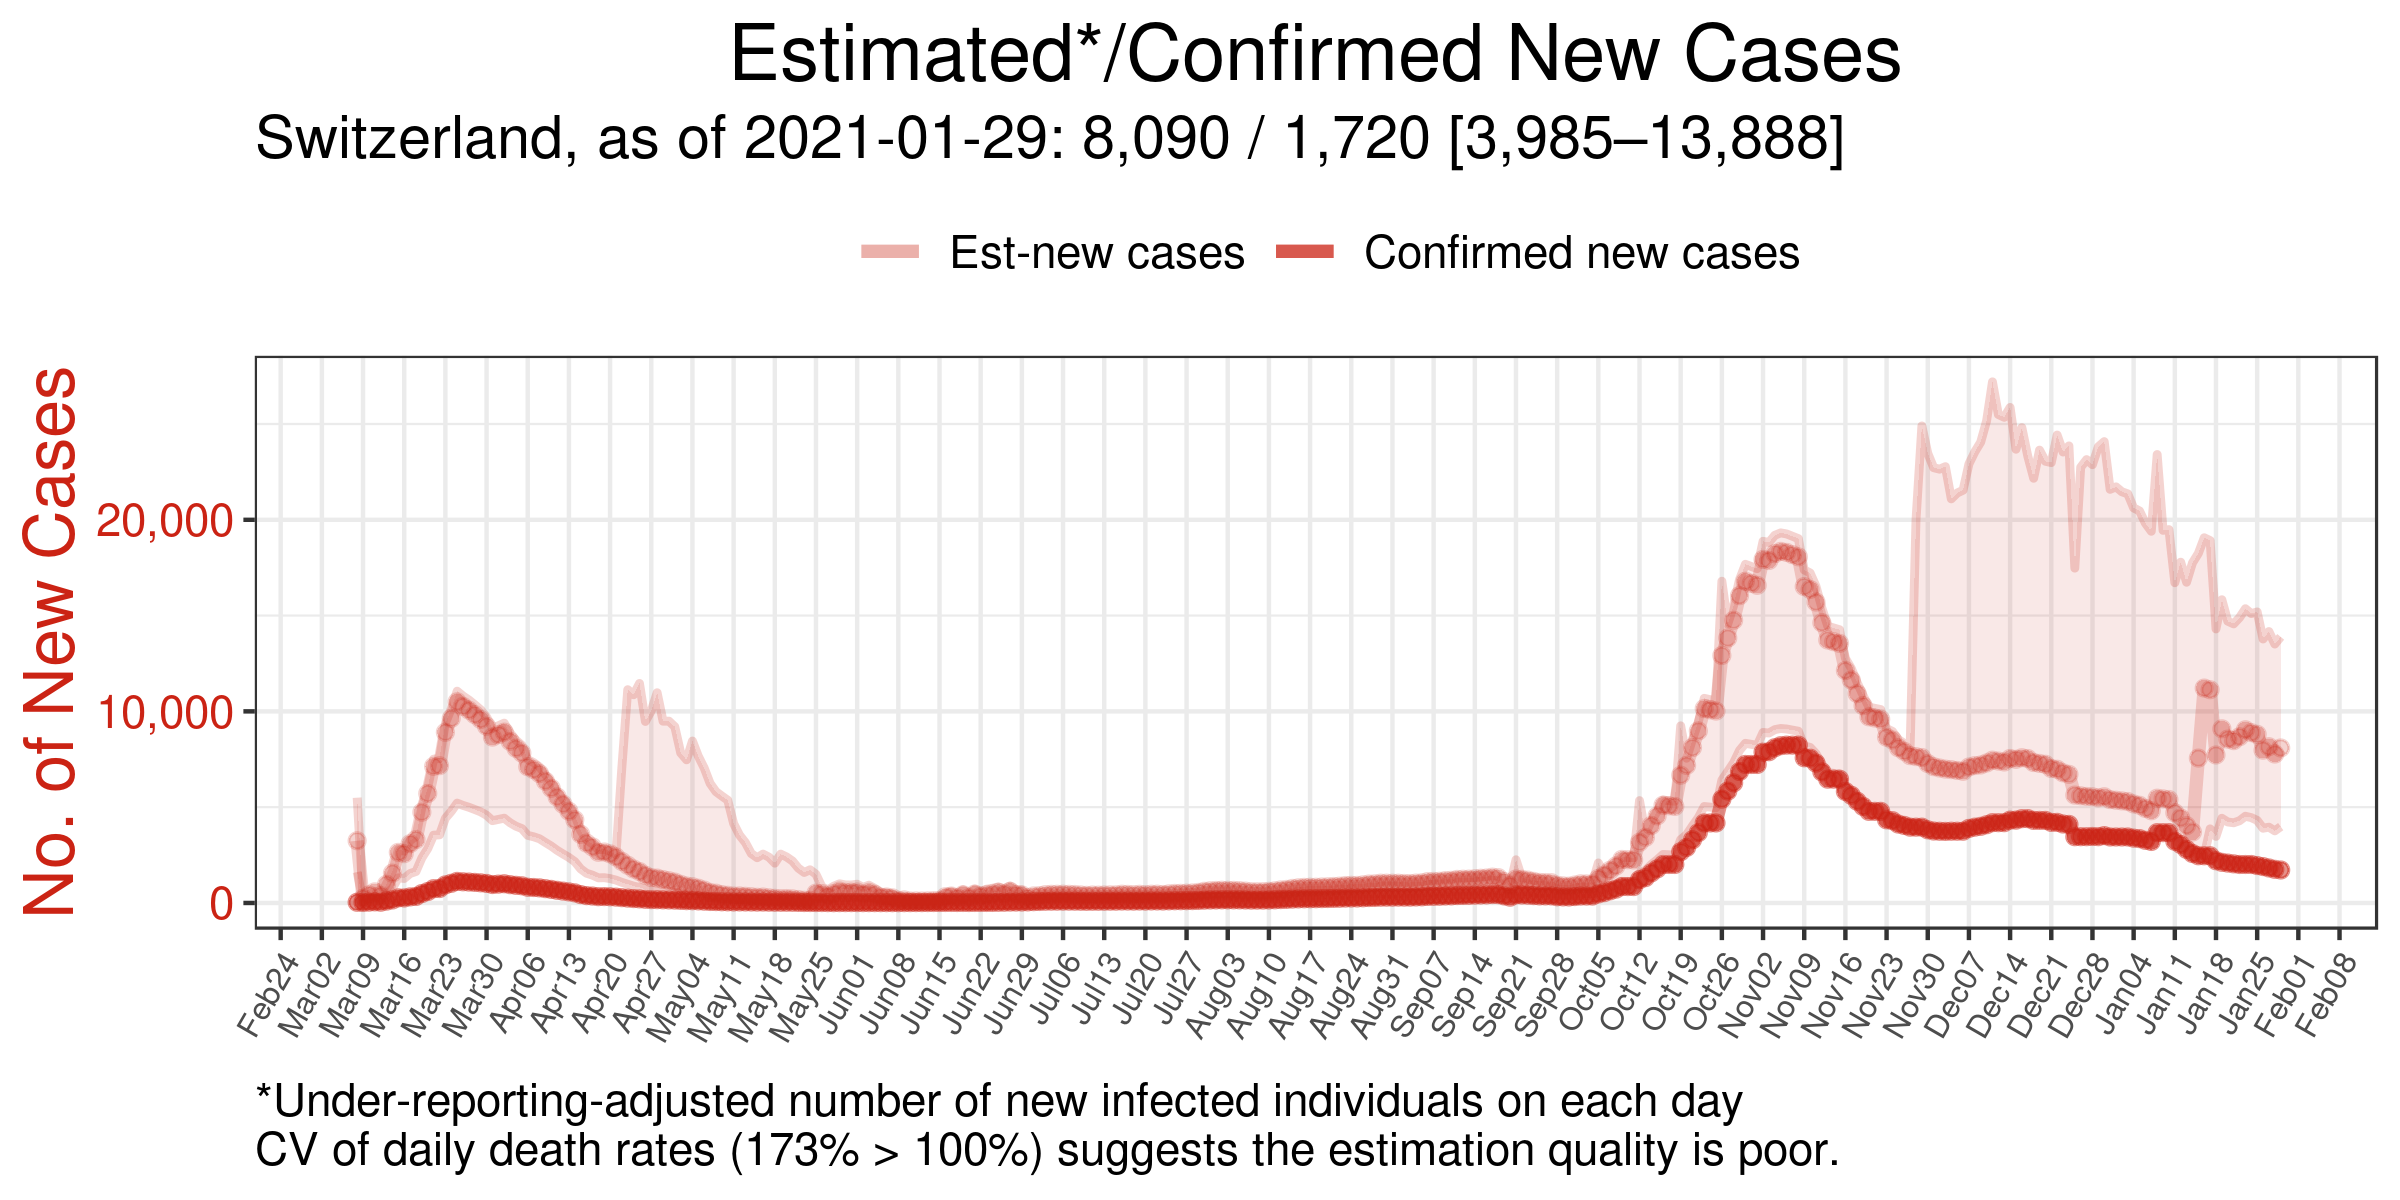 Estimated*/Confirmed New Cases
Switzerland, as of 2021-01-29: 8,090 / 1,720 [3,985–13,888]
Est-new cases
Confirmed new cases
No. of New Cases
20,000
10,000
0
Feb24
Mar02
Mar09
Mar16
Mar23
Mar30
Apr06
Apr13
Apr20
Apr27
May04
May11
May18
May25
Jun01
Jun08
Jun15
Jun22
Jun29
Jul06
Jul13
Jul20
Jul27
Aug03
Aug10
Aug17
Aug24
Aug31
Sep07
Sep14
Sep21
Sep28
Oct05
Oct12
Oct19
Oct26
Nov02
Nov09
Nov16
Nov23
Nov30
Dec07
Dec14
Dec21
Dec28
Jan04
Jan11
Jan18
Jan25
Feb01
Feb08
*Under-reporting-adjusted number of new infected individuals on each day
CV of daily death rates (173% > 100%) suggests the estimation quality is poor.